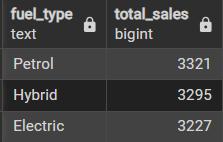 fuel_type total_sales
text bigint
Petrol 3321
Hybrid 3295
Electric 3227